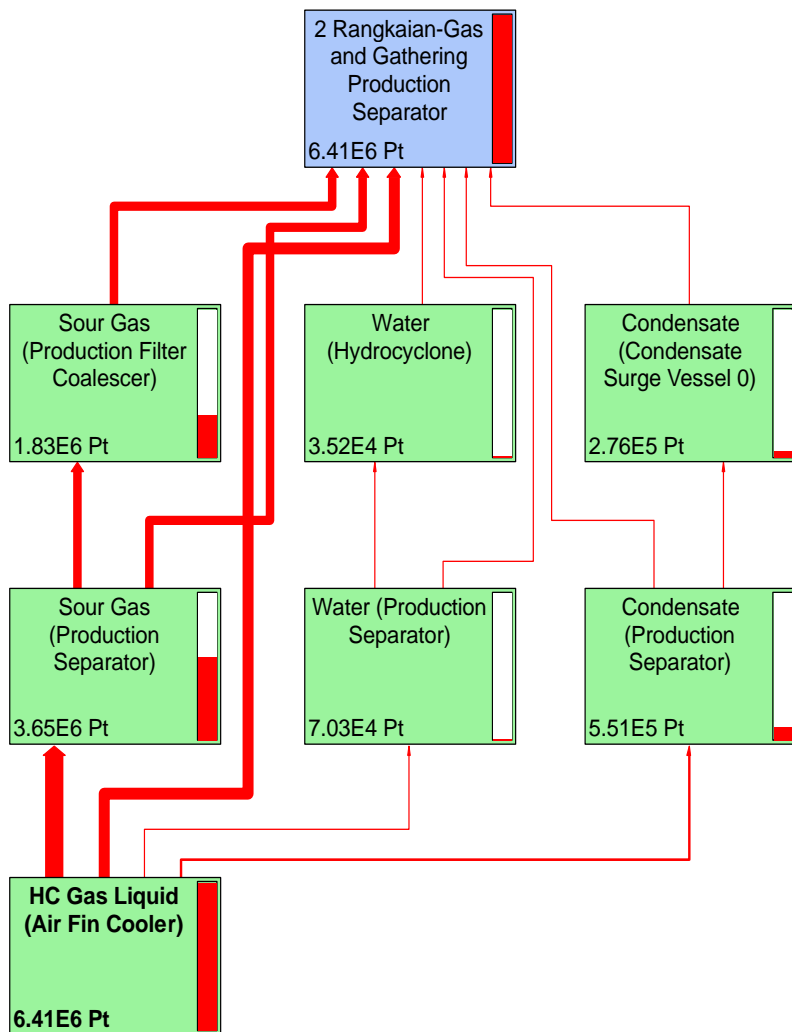 2 Rangkaian-Gas
and Gathering
Production
Separator
6.41E6 Pt
Sour Gas
(Production Filter
Coalescer)
1.83E6 Pt
Water
(Hydrocyclone)
3.52E4 Pt
Condensate
(Condensate
Surge Vessel 0)
2.76E5 Pt
Sour Gas
(Production
Separator)
3.65E6 Pt
Water (Production
Separator)
7.03E4 Pt
Condensate
(Production
Separator)
5.51E5 Pt
HC Gas Liquid
(Air Fin Cooler)
6.41E6 Pt